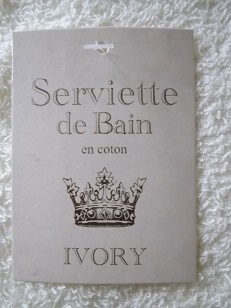 Serviette
de Bain
en coton
IVORY